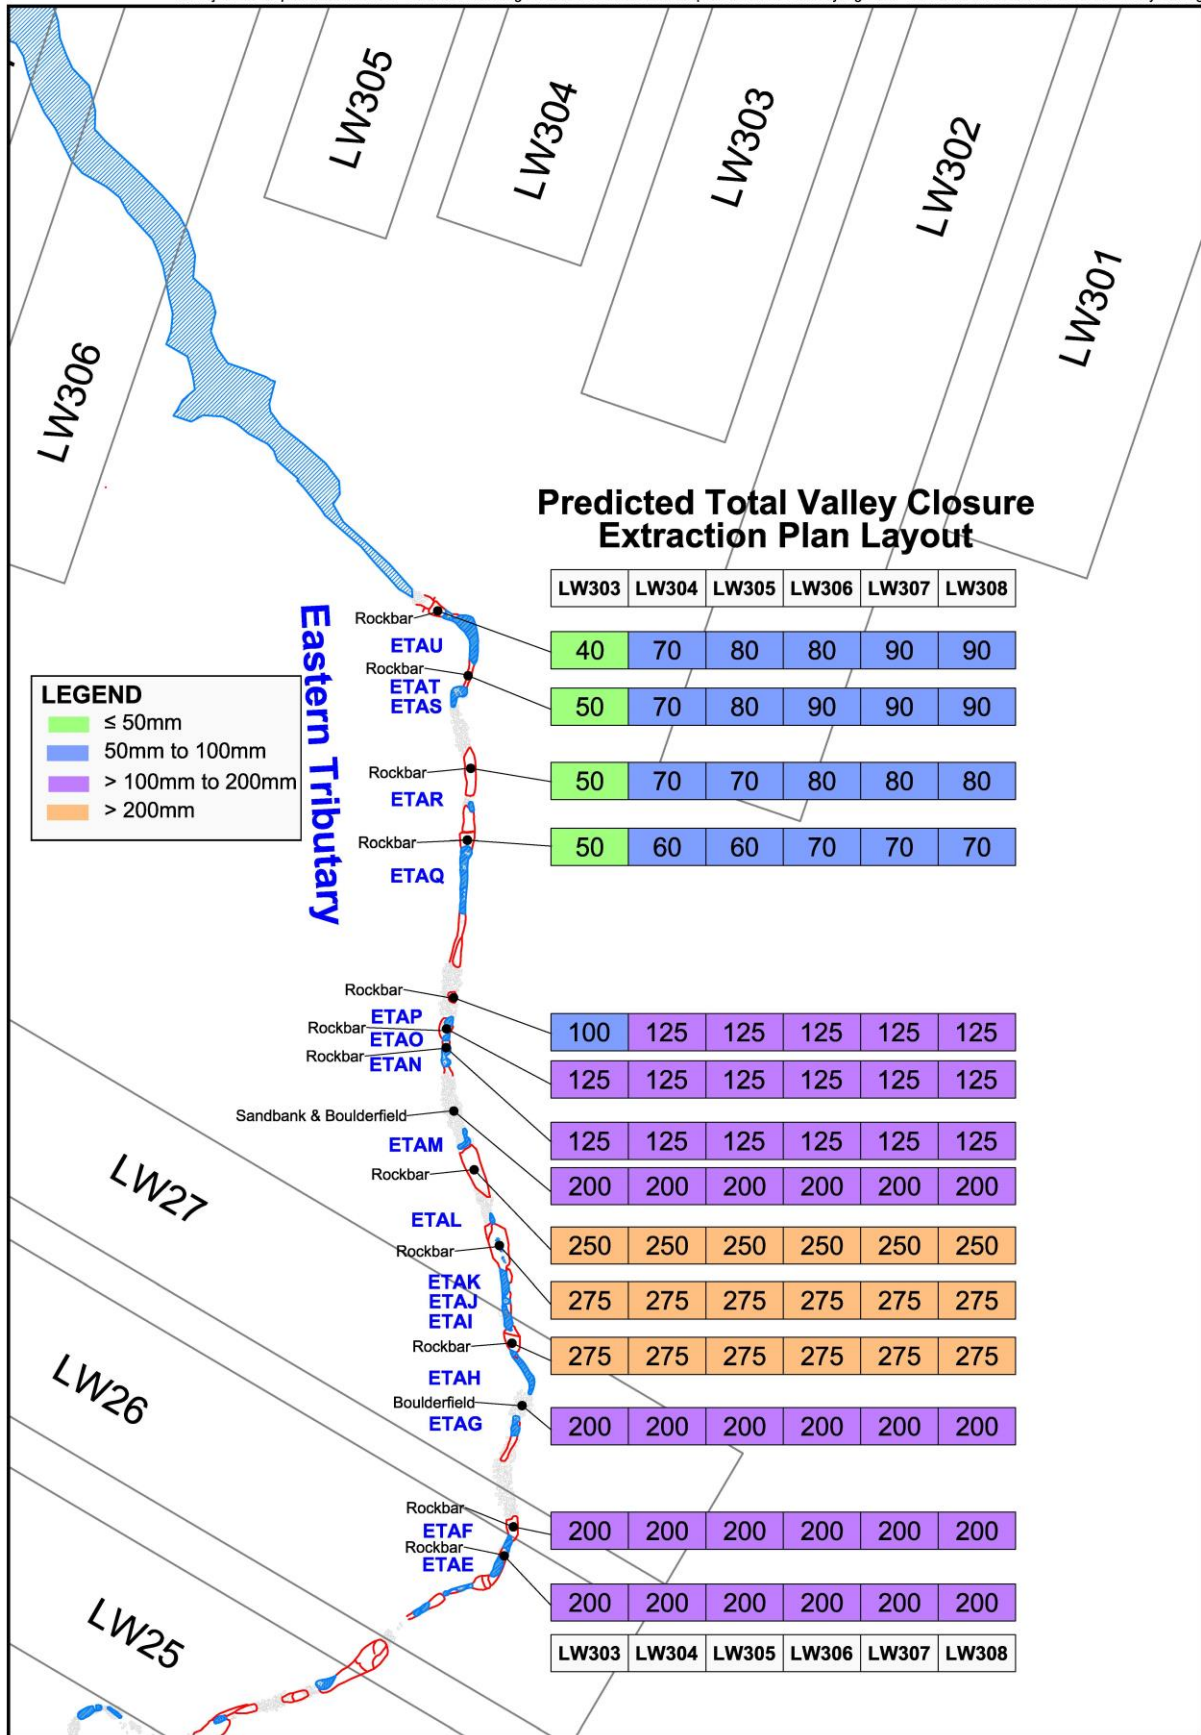 LW305
LW304
LW303
LW302
LW301
LW306
Predicted Total Valley Closure
Extraction Plan Layout
LW303 LW304 LW305 LW306 LW307 LW308
Rockbar
40 70 80 80 90 90
ETAU
Rockbar
ETAT
50 70 80 90 90 90
ETAS
Eastern Tributary
LEGEND
≤ 50mm
50mm to 100mm
> 100mm to 200mm
> 200mm
Rockbar
50 70 70 80 80 80
ETAR
Rockbar
50 60 60 70 70 70
ETAQ
Rockbar
ETAP
100 125 125 125 125 125
Rockbar
ETAO
Rockbar
ETAN
125 125 125 125 125 125
Sandbank & Boulderfield
ETAM
125 125 125 125 125 125
Rockbar
200 200 200 200 200 200
LW27
ETAL
Rockbar
250 250 250 250 250 250
ETAK
ETAJ
275 275 275 275 275 275
ETAI
Rockbar
275 275 275 275 275 275
ETAH
LW26
Boulderfield
ETAG
200 200 200 200 200 200
Rockbar
ETAF
200 200 200 200 200 200
Rockbar
ETAE
200 200 200 200 200 200
LW25
LW303 LW304 LW305 LW306 LW307 LW308